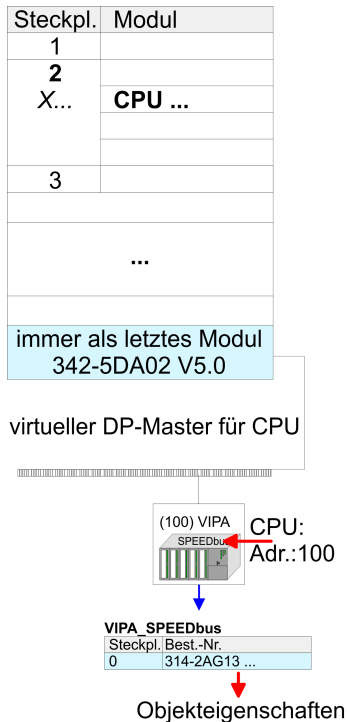 Steckpl. Modul
1
2
X... CPU ...
3
...
immer als letztes Modul
342-5DA02 V5.0
virtueller DP-Master für CPU
(100) VIPA
SPEEDbus
CPU:
Adr.:100
VIPA_SPEEDbus
Steckpl. Best.-Nr.
0 314-2AG13 ...
Objekteigenschaften